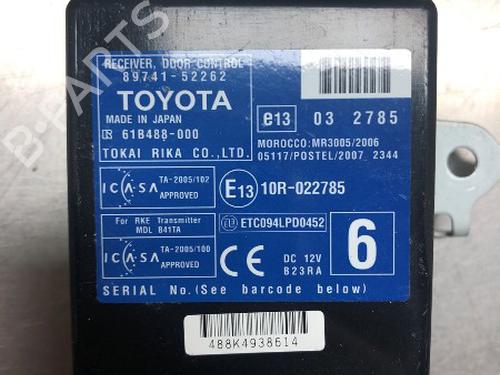 RECEIVER, DOOR CONTROL
89741-52262
TOYOTA
MADE IN JAPAN
61B488-000
TOKAI RIKA CO., LTD.
e13 03 2785
MOROCCO:MR3005/2006
05117/POSTEL/2007 2344
ICASA TA-2005/102 APPROVED
E13 10R-022785
For RKE Transmitter
MDL B41TA
ETC094LPD0452
6
ICASA TA-2005/100 APPROVED
CE
DC 12V
B23RA
SERIAL No. (See barcode below)
488K4938614
B-PARTS